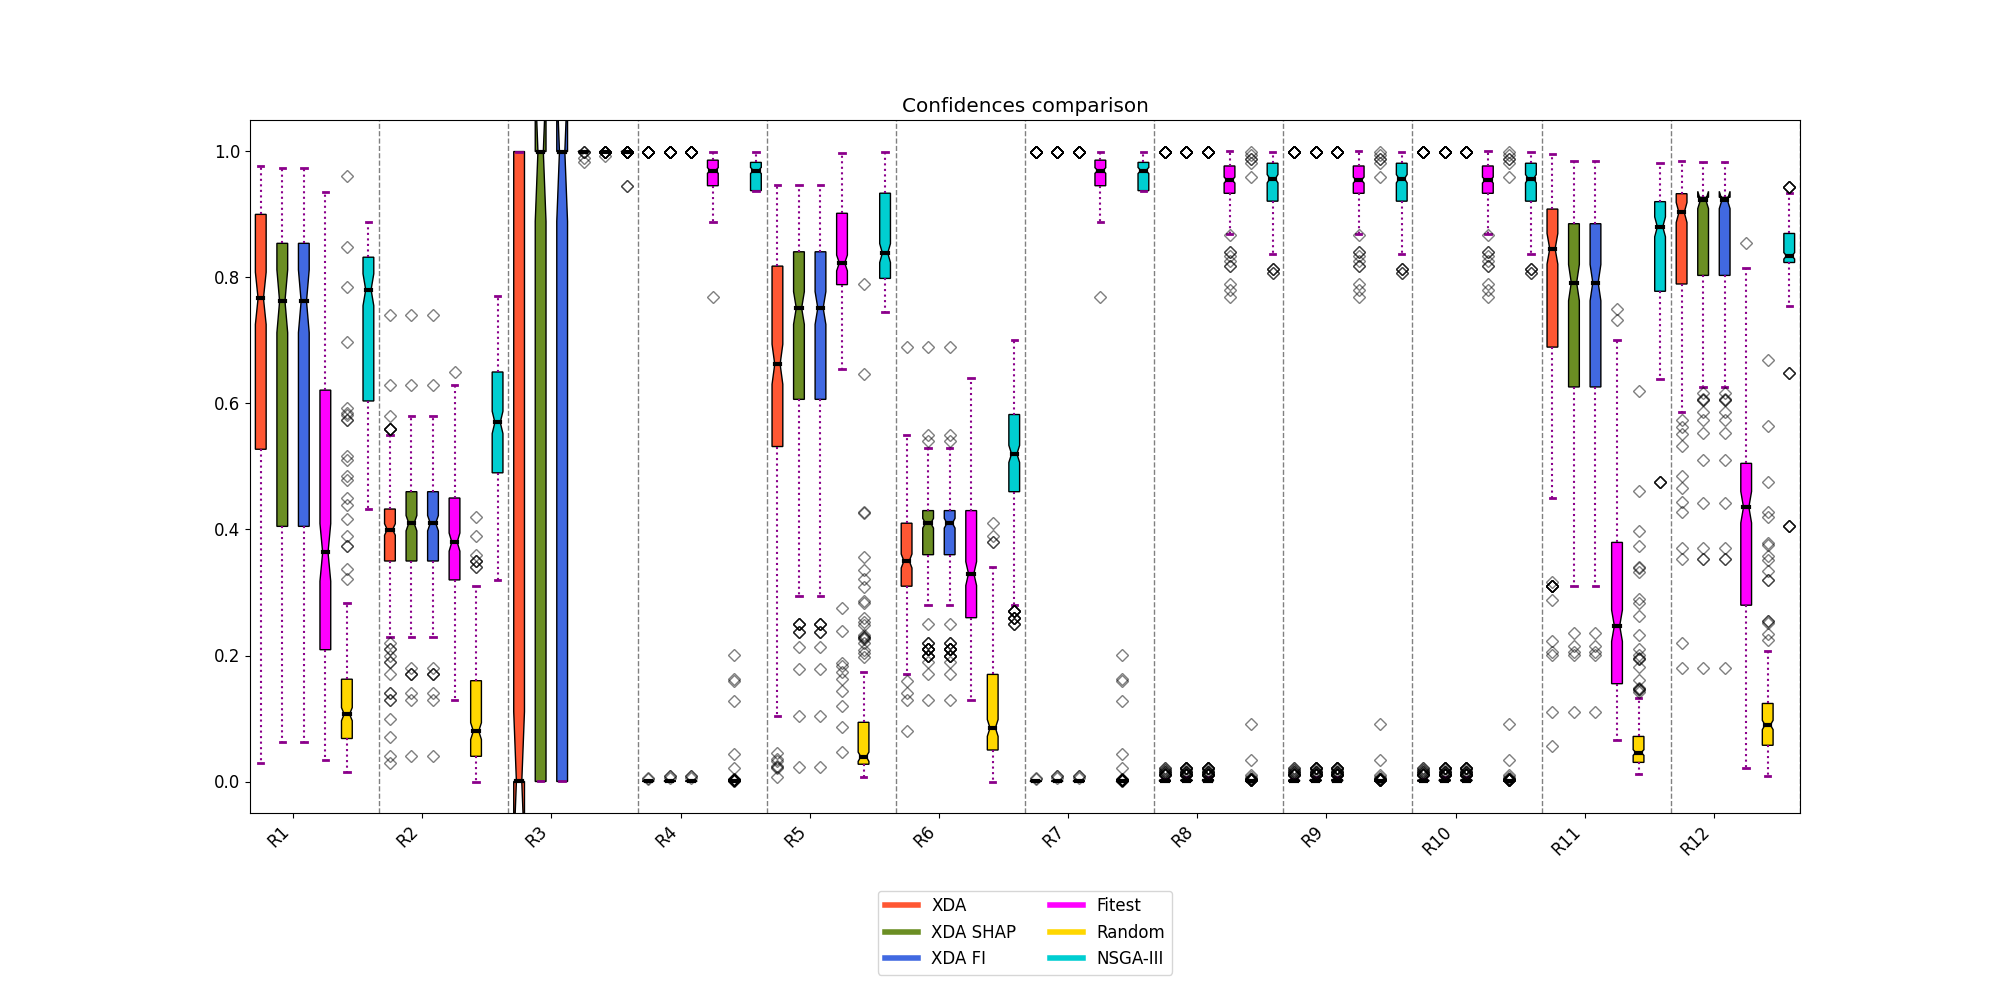 Confidences comparison
1.0
0.8
0.6
0.4
0.2
0.0
R1 R2 R3 R4 R5 R6 R7 R8 R9 R10 R11 R12
XDA Fitest
XDA SHAP Random
XDA FI NSGA-III